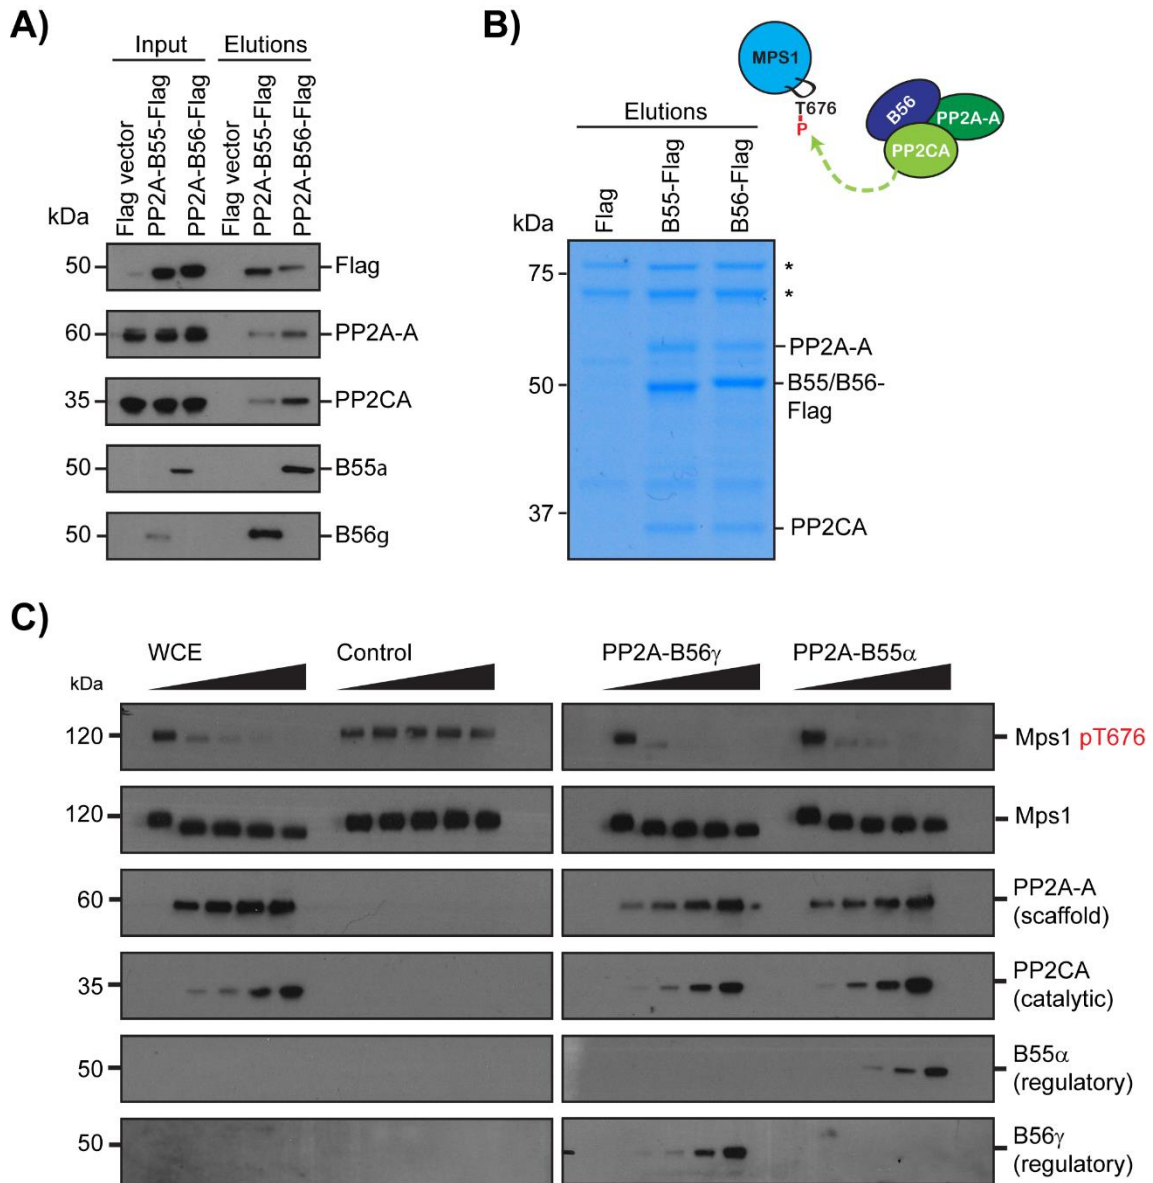 A)
Input Elutions
Flag vector
PP2A-B55-Flag
PP2A-B56-Flag
Flag vector
PP2A-B55-Flag
PP2A-B56-Flag
kDa
50 Flag
60 PP2A-A
35 PP2CA
50 B55a
50 B56g
B)
MPS1
T676
P
B56
PP2A-A
PP2CA
Elutions
Flag
B55-Flag
B56-Flag
kDa
75 *
*
PP2A-A
50 B55/B56-
Flag
37 PP2CA
C)
WCE Control PP2A-B56γ PP2A-B55α
kDa
120 Mps1 pT676
120 Mps1
60 PP2A-A
(scaffold)
35 PP2CA
(catalytic)
50 B55α
(regulatory)
50 B56γ
(regulatory)